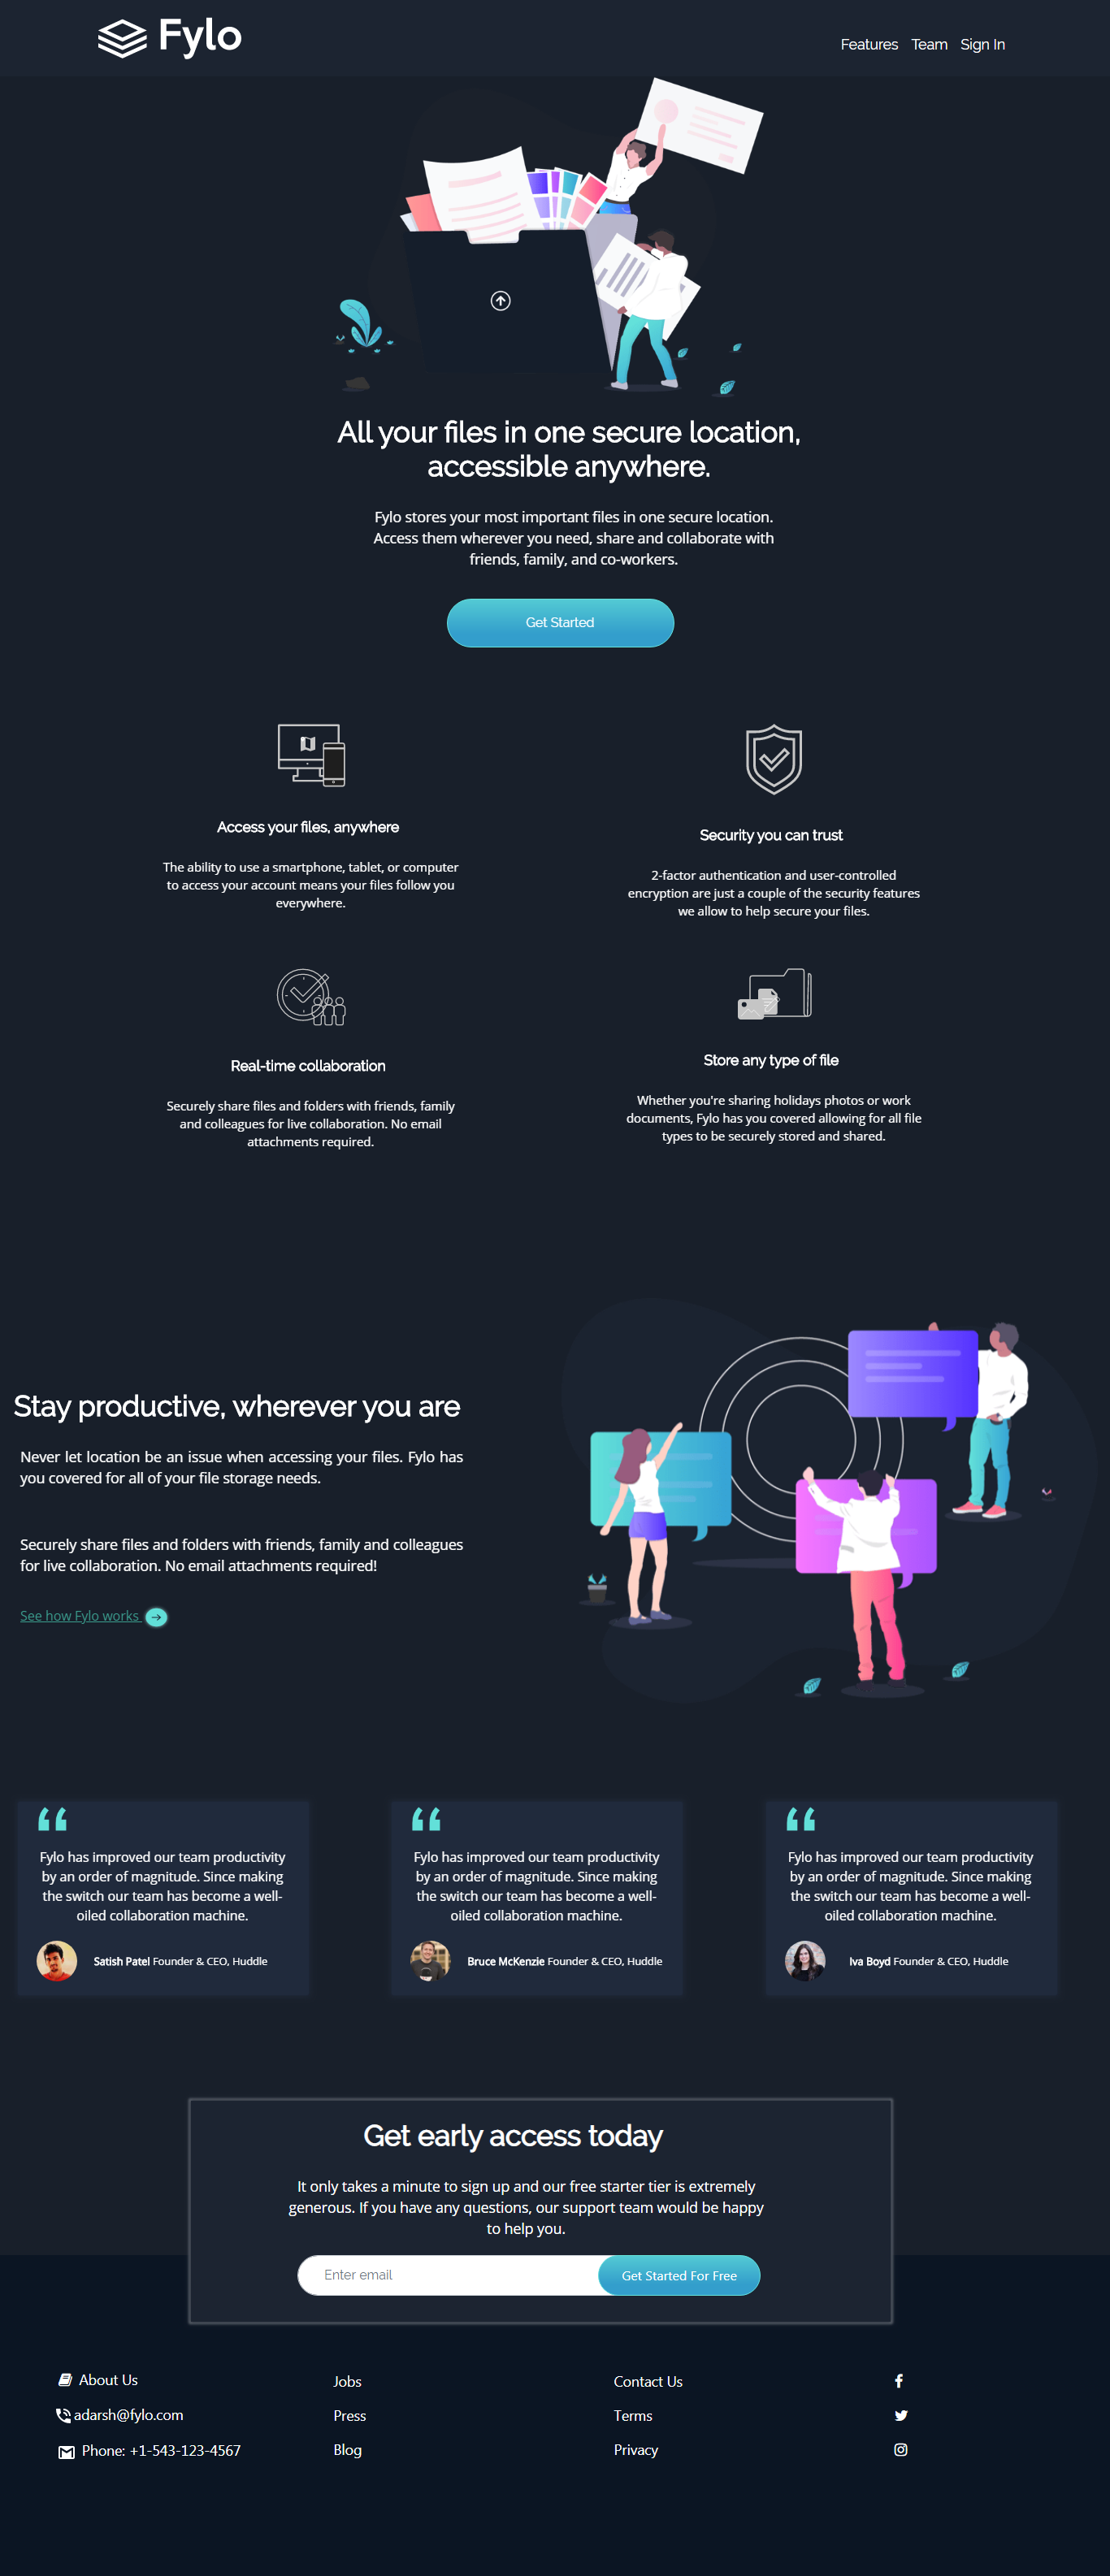 Fylo
Features Team Sign In
All your files in one secure location,
accessible anywhere.
Fylo stores your most important files in one secure location.
Access them wherever you need, share and collaborate with
friends, family, and co-workers.
Get Started
Access your files, anywhere
The ability to use a smartphone, tablet, or computer
to access your account means your files follow you
everywhere.
Security you can trust
2-factor authentication and user-controlled
encryption are just a couple of the security features
we allow to help secure your files.
Real-time collaboration
Securely share files and folders with friends, family
and colleagues for live collaboration. No email
attachments required.
Store any type of file
Whether you're sharing holidays photos or work
documents, Fylo has you covered allowing for all file
types to be securely stored and shared.
Stay productive, wherever you are
Never let location be an issue when accessing your files. Fylo has
you covered for all of your file storage needs.
Securely share files and folders with friends, family and colleagues
for live collaboration. No email attachments required!
See how Fylo works
Fylo has improved our team productivity
by an order of magnitude. Since making
the switch our team has become a well-
oiled collaboration machine.
Satish Patel Founder & CEO, Huddle
Fylo has improved our team productivity
by an order of magnitude. Since making
the switch our team has become a well-
oiled collaboration machine.
Bruce McKenzie Founder & CEO, Huddle
Fylo has improved our team productivity
by an order of magnitude. Since making
the switch our team has become a well-
oiled collaboration machine.
Iva Boyd Founder & CEO, Huddle
Get early access today
It only takes a minute to sign up and our free starter tier is extremely
generous. If you have any questions, our support team would be happy
to help you.
Enter email
Get Started For Free
About Us
adarsh@fylo.com
Phone: +1-543-123-4567
Jobs
Press
Blog
Contact Us
Terms
Privacy